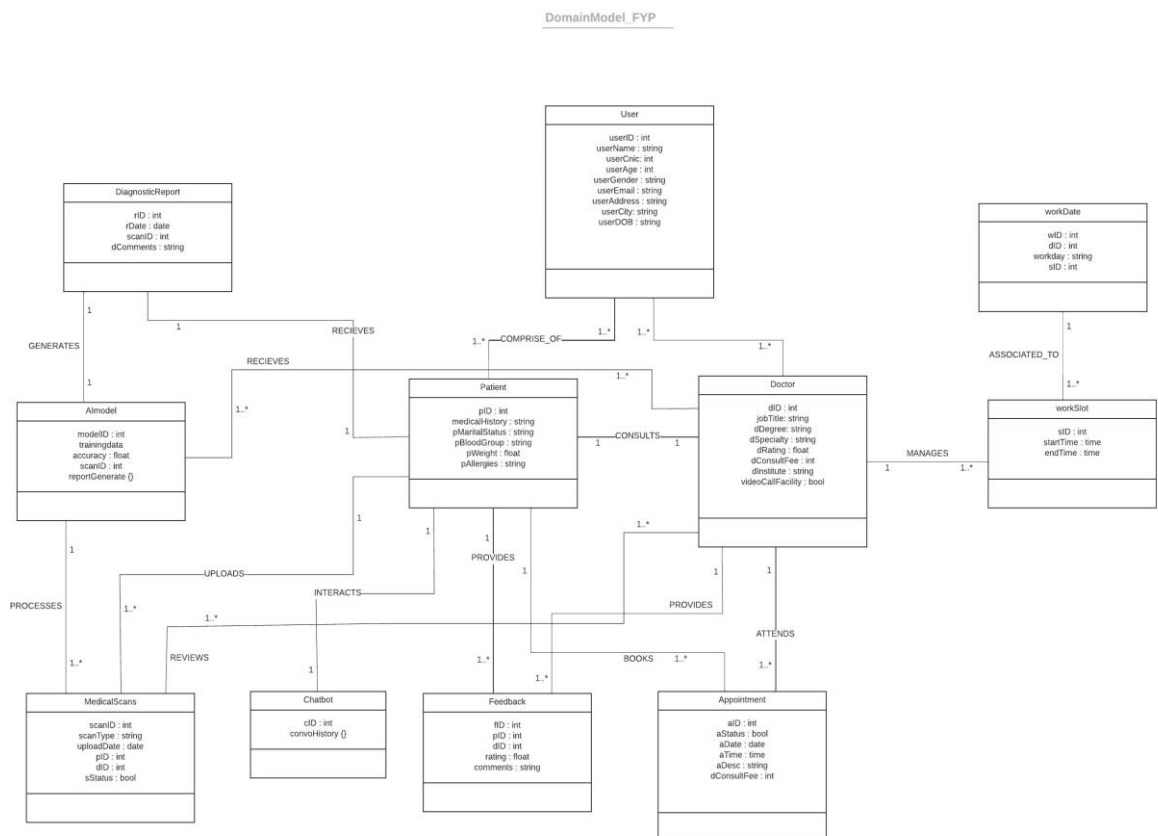 DomainModel_FYP
User
userID : int
userName : string
userCnic: int
userAge : int
userGender : string
userEmail : string
userAddress : string
userCity: string
userDOB : string
DiagnosticReport
rID : int
rDate : date
scanID : int
dComments : string
workDate
wID : int
dID : int
workday : string
sID : int
1
1
RECIEVES
GENERATES
1
1..*
COMPRISE_OF
1..*
1..*
1..*
1
ASSOCIATED_TO
1..*
RECIEVES
1..*
1..*
1
AImodel
modelID : int
trainingdata
accuracy : float
scanID : int
reportGenerate {}
Patient
pID : int
medicalHistory : string
pMaritalStatus : string
pBloodGroup : string
pWeight : float
pAllergies : string
1
CONSULTS
1
Doctor
dID : int
jobTitle: string
dDegree : string
dSpecialty : string
dRating : float
dConsultFee : int
dInstitute : string
videoCallFacility : bool
MANAGES
1
1..*
workSlot
sID : int
startTime : time
endTime : time
1
PROCESSES
1..*
UPLOADS
1
1..*
REVIEWS
1..*
1..*
INTERACTS
1
1
PROVIDES
1
1..*
PROVIDES
1
1..*
BOOKS
1
1..*
ATTENDS
1
1..*
MedicalScans
scanID : int
scanType : string
uploadDate : date
pID : int
dID : int
sStatus : bool
Chatbot
cID : int
convoHistory {}
Feedback
fID : int
pID : int
dID : int
rating : float
comments : string
Appointment
aID : int
aStatus : bool
aDate : date
aTime : time
aDesc : string
dConsultFee : int